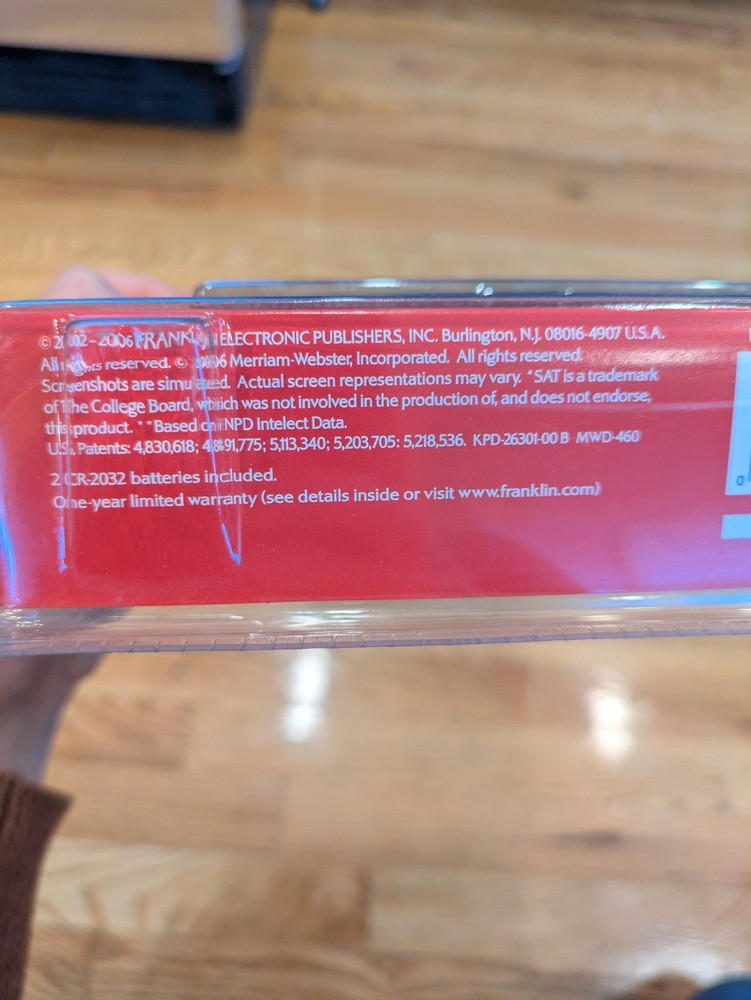 © 2002–2006 FRANKLIN ELECTRONIC PUBLISHERS, INC. Burlington, N.J. 08016-4907 U.S.A.
All rights reserved. © 2006 Merriam-Webster, Incorporated. All rights reserved.
Screenshots are simulated. Actual screen representations may vary. *SAT is a trademark
of The College Board, which was not involved in the production of, and does not endorse,
this product. **Based on NPD Intelect Data.
U.S. Patents: 4,830,618; 4,891,775; 5,113,340; 5,203,705: 5,218,536. KPD-26301-00 B MWD-460
2 CR-2032 batteries included.
One-year limited warranty (see details inside or visit www.franklin.com)
0